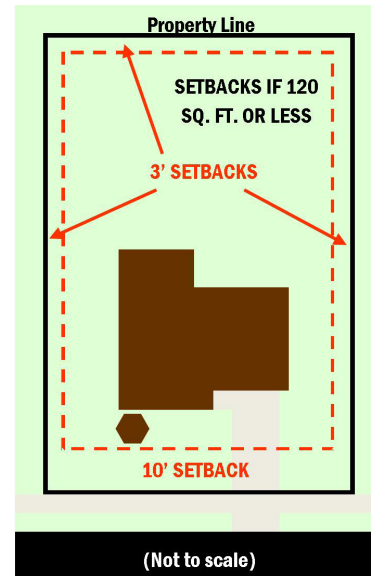 Property Line
SETBACKS IF 120
SQ. FT. OR LESS
3’ SETBACKS
10’ SETBACK
(Not to scale)